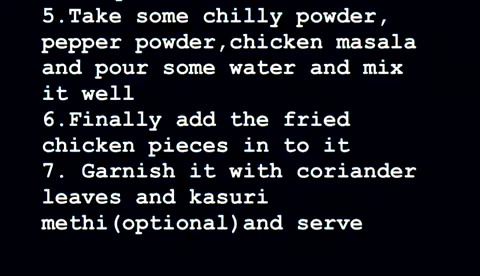 5.Take some chilly powder,
pepper powder,chicken masala
and pour some water and mix
it well
6.Finally add the fried
chicken pieces in to it
7. Garnish it with coriander
leaves and kasuri
methi(optional)and serve